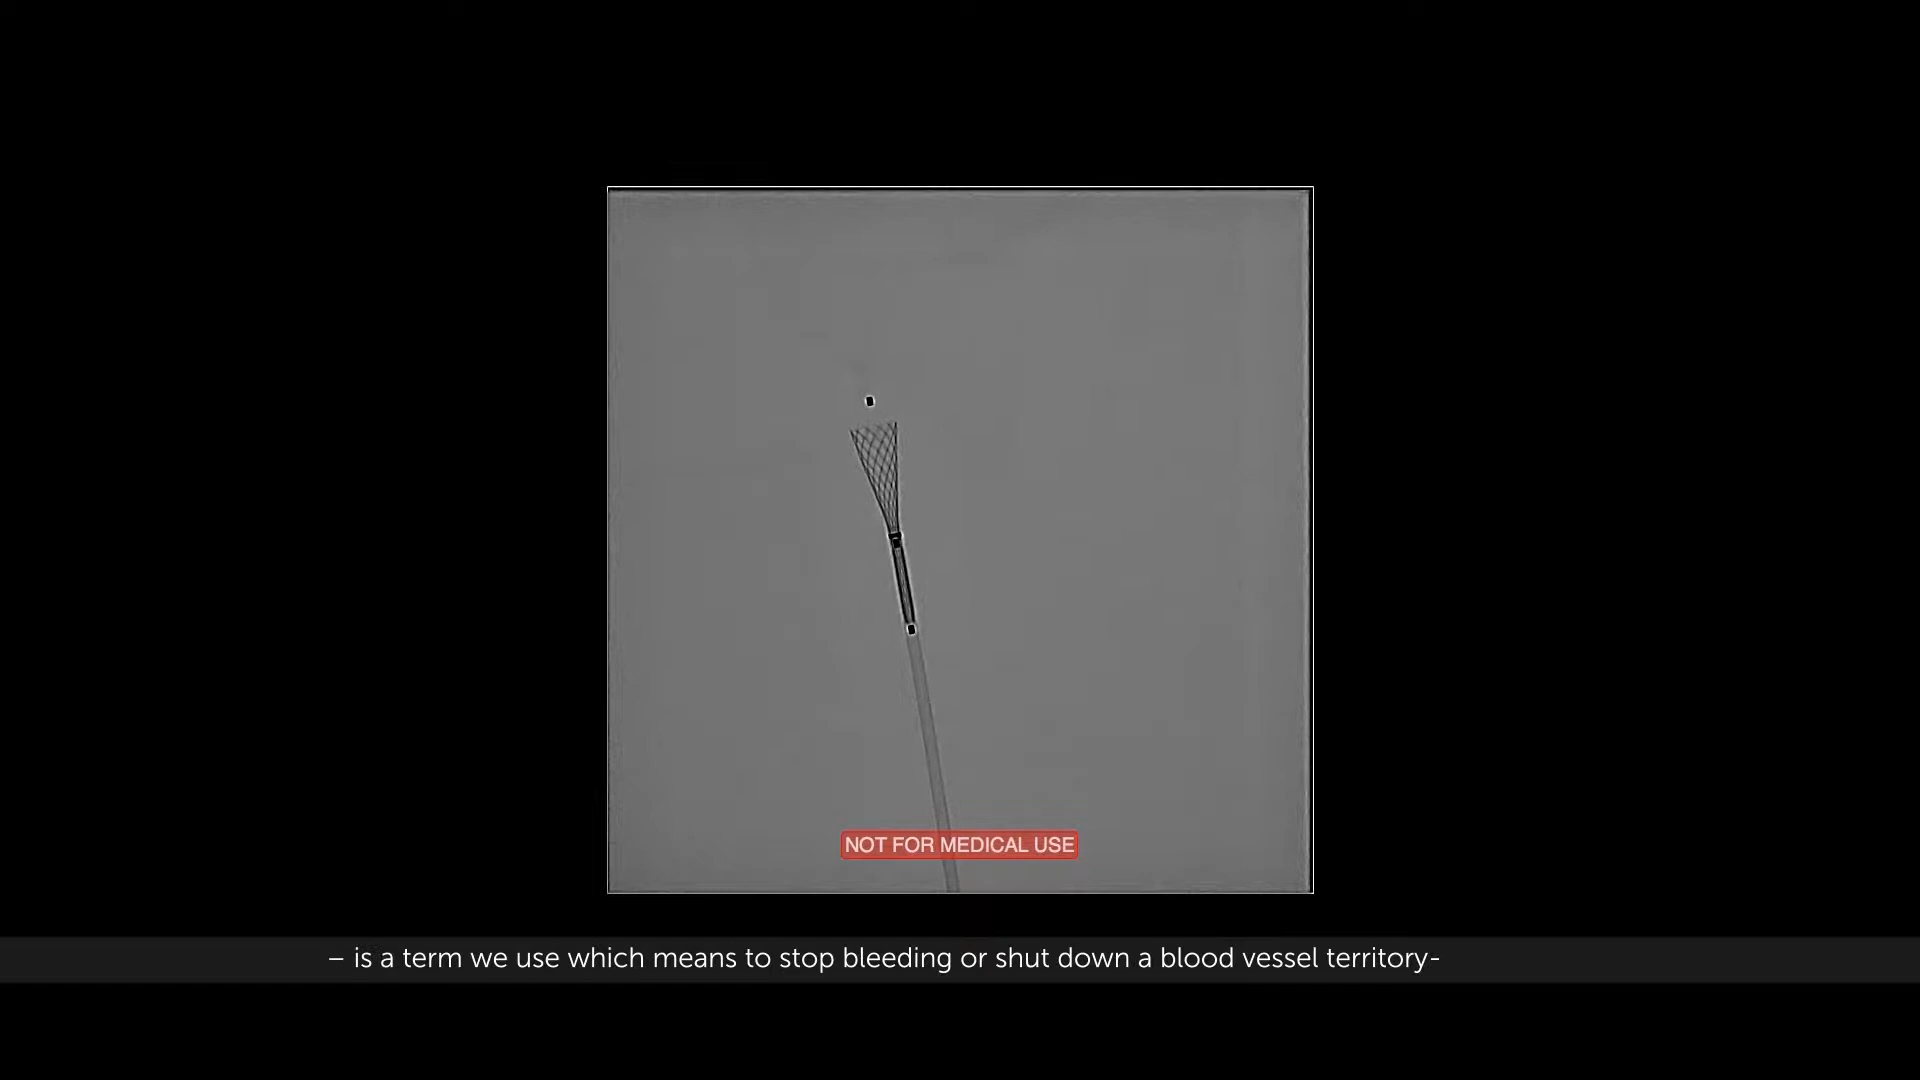 NOT FOR MEDICAL USE
– is a term we use which means to stop bleeding or shut down a blood vessel territory-